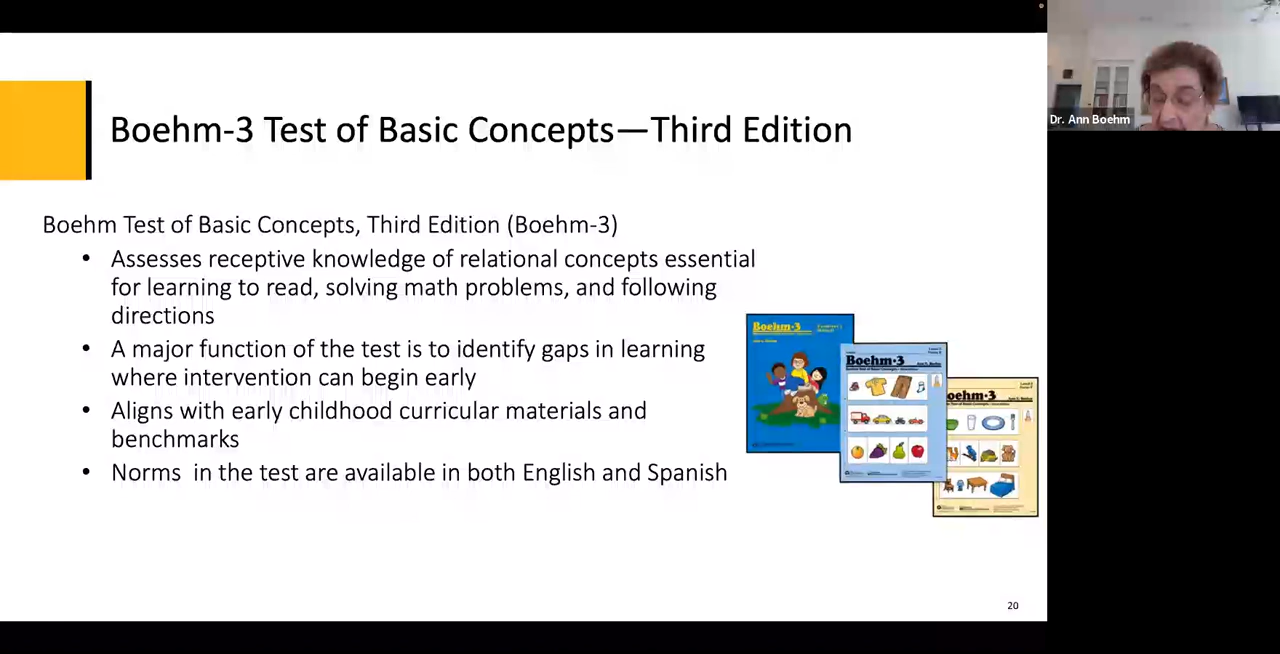 Boehm-3 Test of Basic Concepts—Third Edition
Dr. Ann Boehm
Boehm Test of Basic Concepts, Third Edition (Boehm-3)
• Assesses receptive knowledge of relational concepts essential
for learning to read, solving math problems, and following
directions
• A major function of the test is to identify gaps in learning
where intervention can begin early
• Aligns with early childhood curricular materials and
benchmarks
• Norms in the test are available in both English and Spanish
Boehm-3
Boehm-3
oehm-3
20